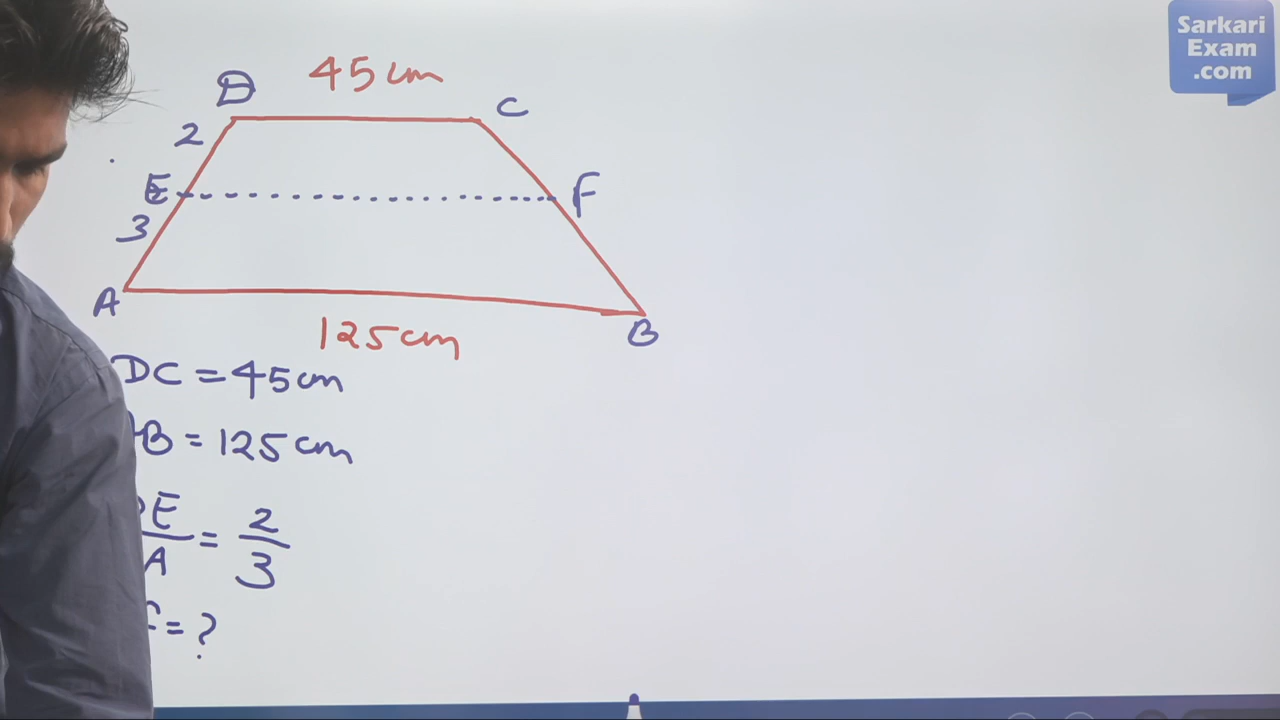 Sarkari
Exam
.com
45 cm
D
C
2
E
F
3
A
B
125 cm
DC = 45 cm
B = 125 cm
E
A
= 2
3
= ?